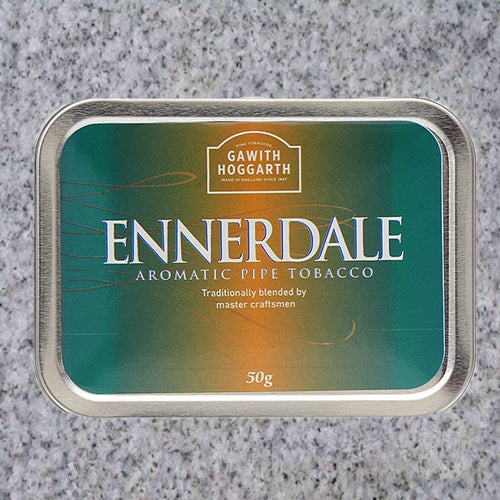 FINE TOBACCOS
GAWITH
HOGGARTH
MADE IN ENGLAND SINCE 1887
ENNERDALE
AROMATIC PIPE TOBACCO
Traditionally blended by
master craftsmen
50g